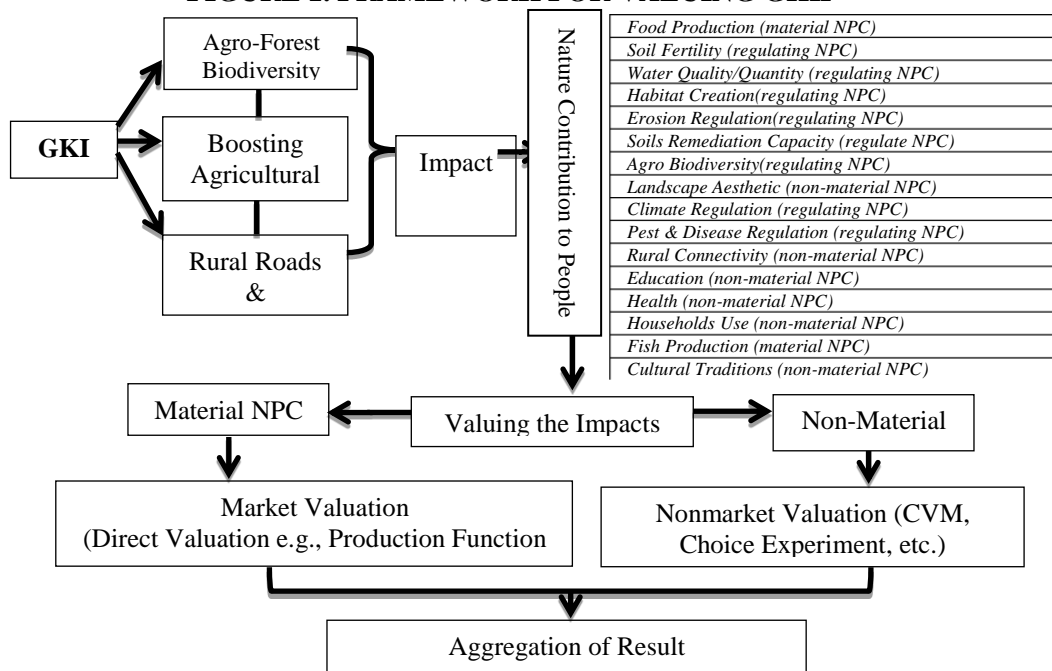 Agro-Forest
Biodiversity
GKI
Boosting
Agricultural
Rural Roads
&
Impact
Nature Contribution to People
Food Production (material NPC)
Soil Fertility (regulating NPC)
Water Quality/Quantity (regulating NPC)
Habitat Creation(regulating NPC)
Erosion Regulation(regulating NPC)
Soils Remediation Capacity (regulate NPC)
Agro Biodiversity(regulating NPC)
Landscape Aesthetic (non-material NPC)
Climate Regulation (regulating NPC)
Pest & Disease Regulation (regulating NPC)
Rural Connectivity (non-material NPC)
Education (non-material NPC)
Health (non-material NPC)
Households Use (non-material NPC)
Fish Production (material NPC)
Cultural Traditions (non-material NPC)
Material NPC
Valuing the Impacts
Non-Material
Market Valuation
(Direct Valuation e.g., Production Function
Nonmarket Valuation (CVM,
Choice Experiment, etc.)
Aggregation of Result